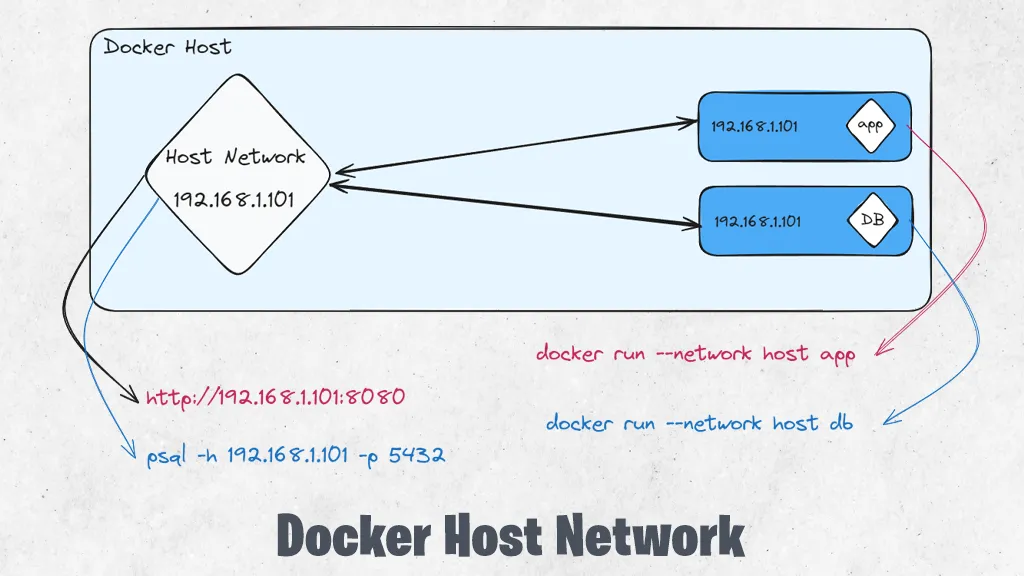 Docker Host
Host Network
192.168.1.101
192.168.1.101
app
192.168.1.101
DB
docker run --network host app
http://192.168.1.101:8080
docker run --network host db
psql -h 192.168.1.101 -p 5432
Docker Host Network